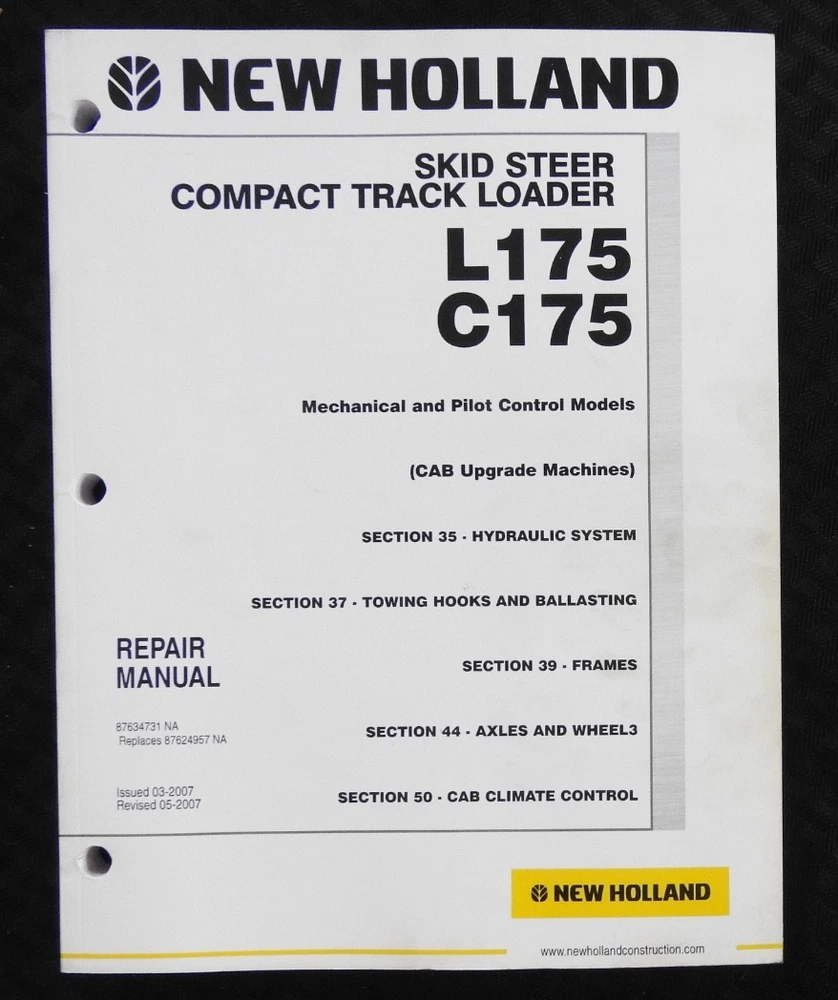 NEW HOLLAND
SKID STEER
COMPACT TRACK LOADER
L175
C175
Mechanical and Pilot Control Models
(CAB Upgrade Machines)
SECTION 35 - HYDRAULIC SYSTEM
SECTION 37 - TOWING HOOKS AND BALLASTING
SECTION 39 - FRAMES
SECTION 44 - AXLES AND WHEEL3
SECTION 50 - CAB CLIMATE CONTROL
REPAIR
MANUAL
87634731 NA
Replaces 87624957 NA
Issued 03-2007
Revised 05-2007
NEW HOLLAND
www.newhollandconstruction.com